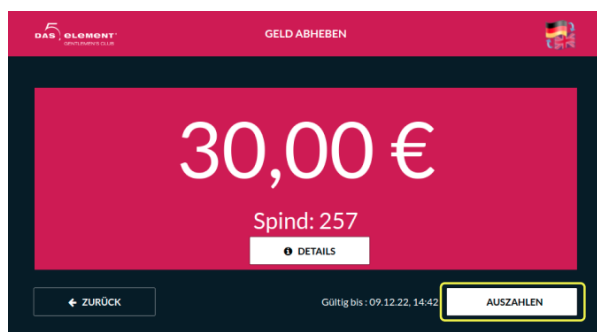 DAS 5. ELEMENT
GENTLEMEN'S CLUB
GELD ABHEBEN
30,00 €
Spind: 257
DETAILS
ZURÜCK
Gültig bis : 09.12.22, 14:42
AUSZAHLEN